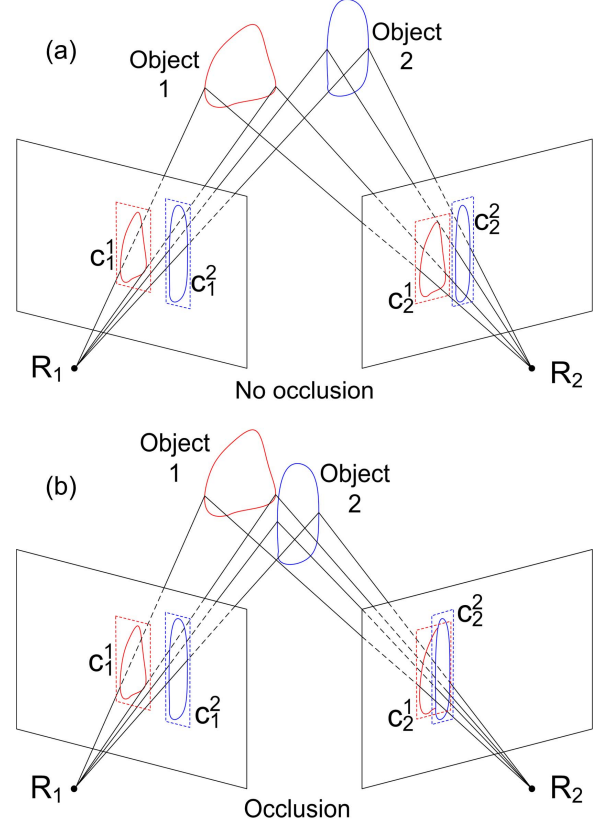 (a)
Object
1
Object
2
c₁¹
c₁²
c₂²
c₂¹
R₁
R₂
No occlusion
(b)
Object
1
Object
2
c₁¹
c₁²
c₂²
c₂¹
R₁
R₂
Occlusion